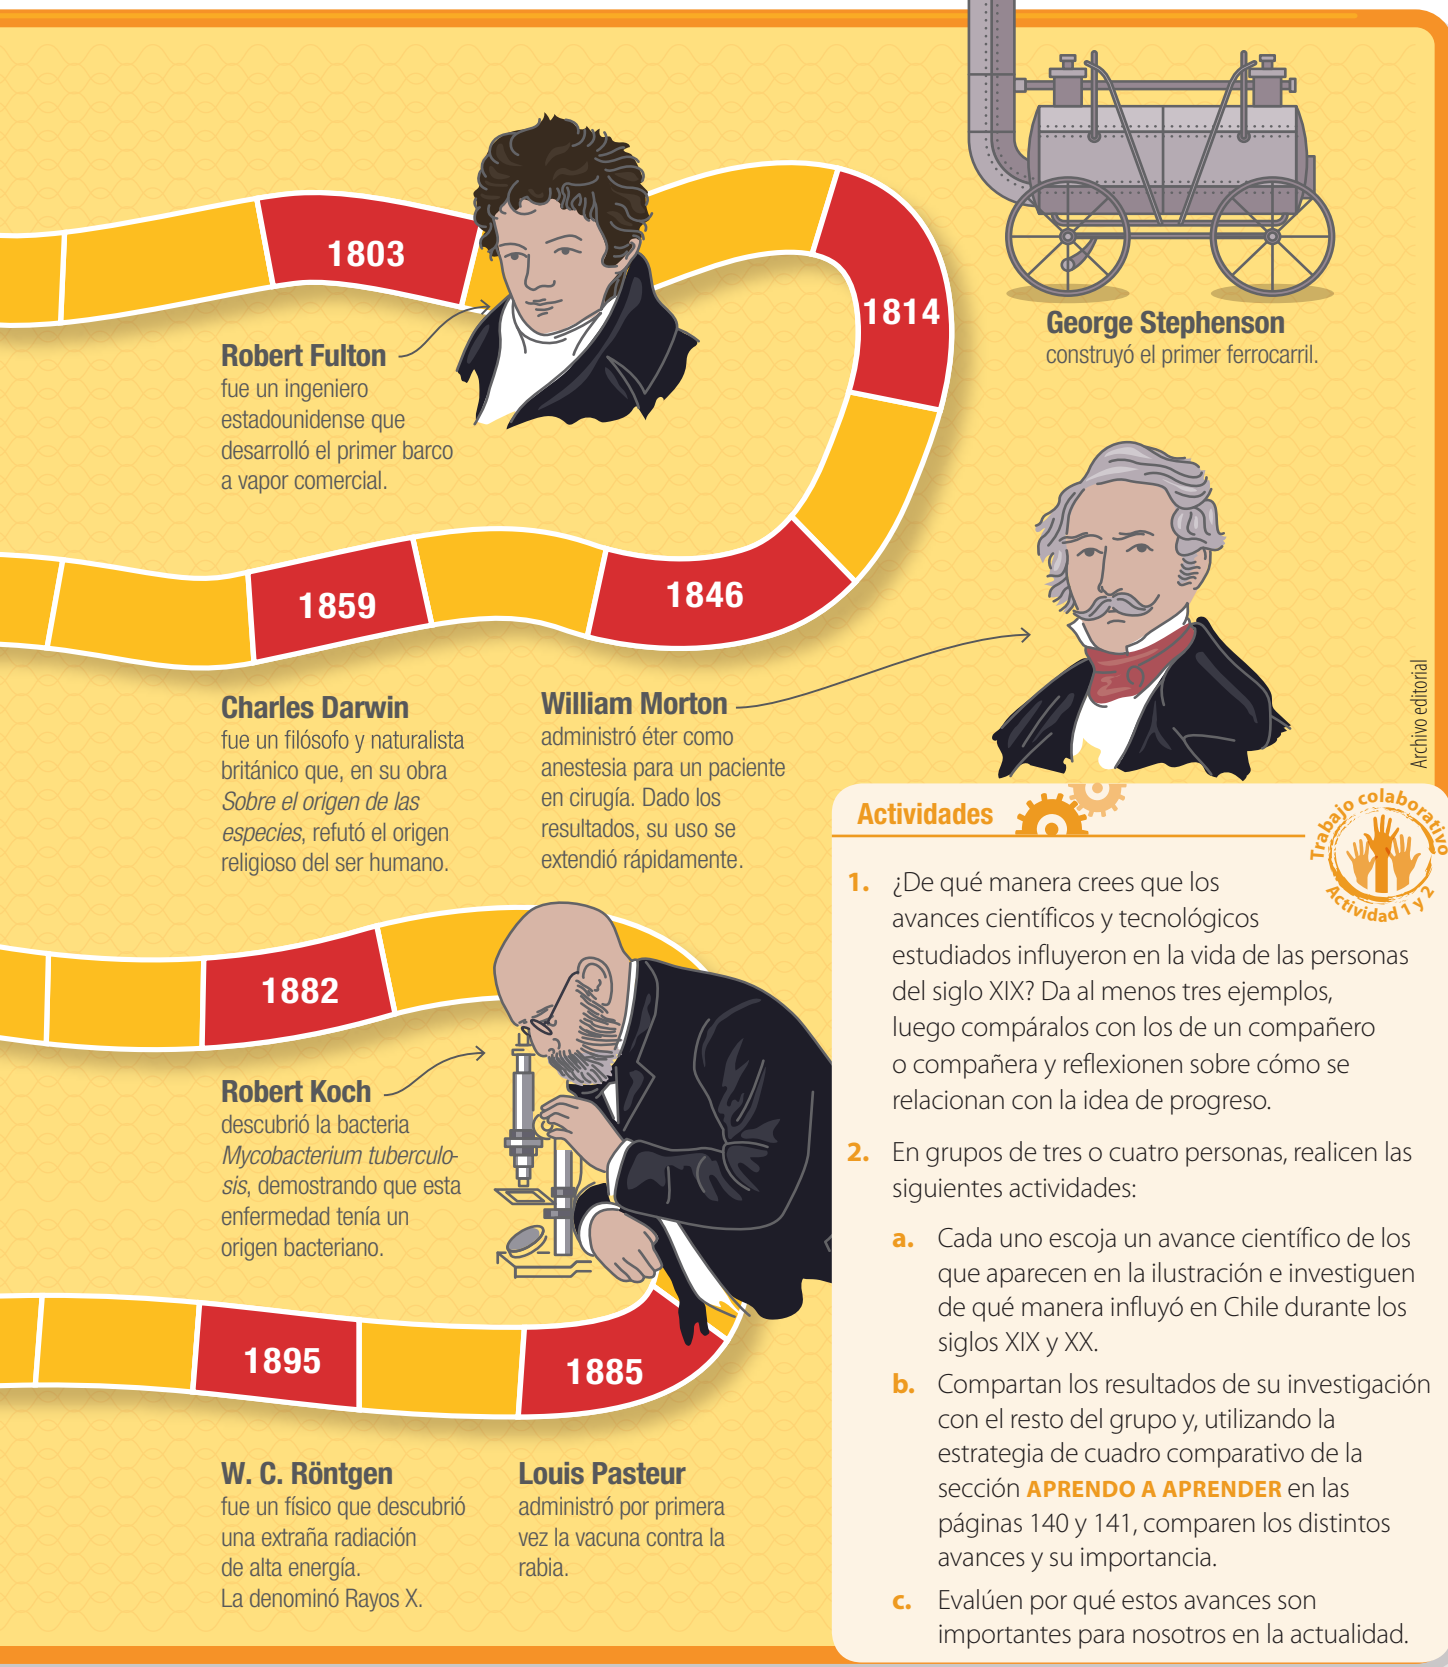 1803
Robert Fulton
fue un ingeniero
estadounidense que
desarrolló el primer barco
a vapor comercial.
1814
George Stephenson
construyó el primer ferrocarril.
1859
1846
Charles Darwin
fue un filósofo y naturalista
británico que, en su obra
Sobre el origen de las
especies, refutó el origen
religioso del ser humano.
William Morton
administró éter como
anestesia para un paciente
en cirugía. Dado los
resultados, su uso se
extendió rápidamente.
Archivo editorial
1882
Robert Koch
descubrió la bacteria
Mycobacterium tuberculo-
sis, demostrando que esta
enfermedad tenía un
origen bacteriano.
1895
1885
W. C. Röntgen
fue un físico que descubrió
una extraña radiación
de alta energía.
La denominó Rayos X.
Louis Pasteur
administró por primera
vez la vacuna contra la
rabia.
Actividades
Trabajo colaborativo
Actividad 1 y 2
1. ¿De qué manera crees que los
avances científicos y tecnológicos
estudiados influyeron en la vida de las personas
del siglo XIX? Da al menos tres ejemplos,
luego compáralos con los de un compañero
o compañera y reflexionen sobre cómo se
relacionan con la idea de progreso.
2. En grupos de tres o cuatro personas, realicen las
siguientes actividades:
a. Cada uno escoja un avance científico de los
que aparecen en la ilustración e investiguen
de qué manera influyó en Chile durante los
siglos XIX y XX.
b. Compartan los resultados de su investigación
con el resto del grupo y, utilizando la
estrategia de cuadro comparativo de la
sección APRENDO A APRENDER en las
páginas 140 y 141, comparen los distintos
avances y su importancia.
c. Evalúen por qué estos avances son
importantes para nosotros en la actualidad.